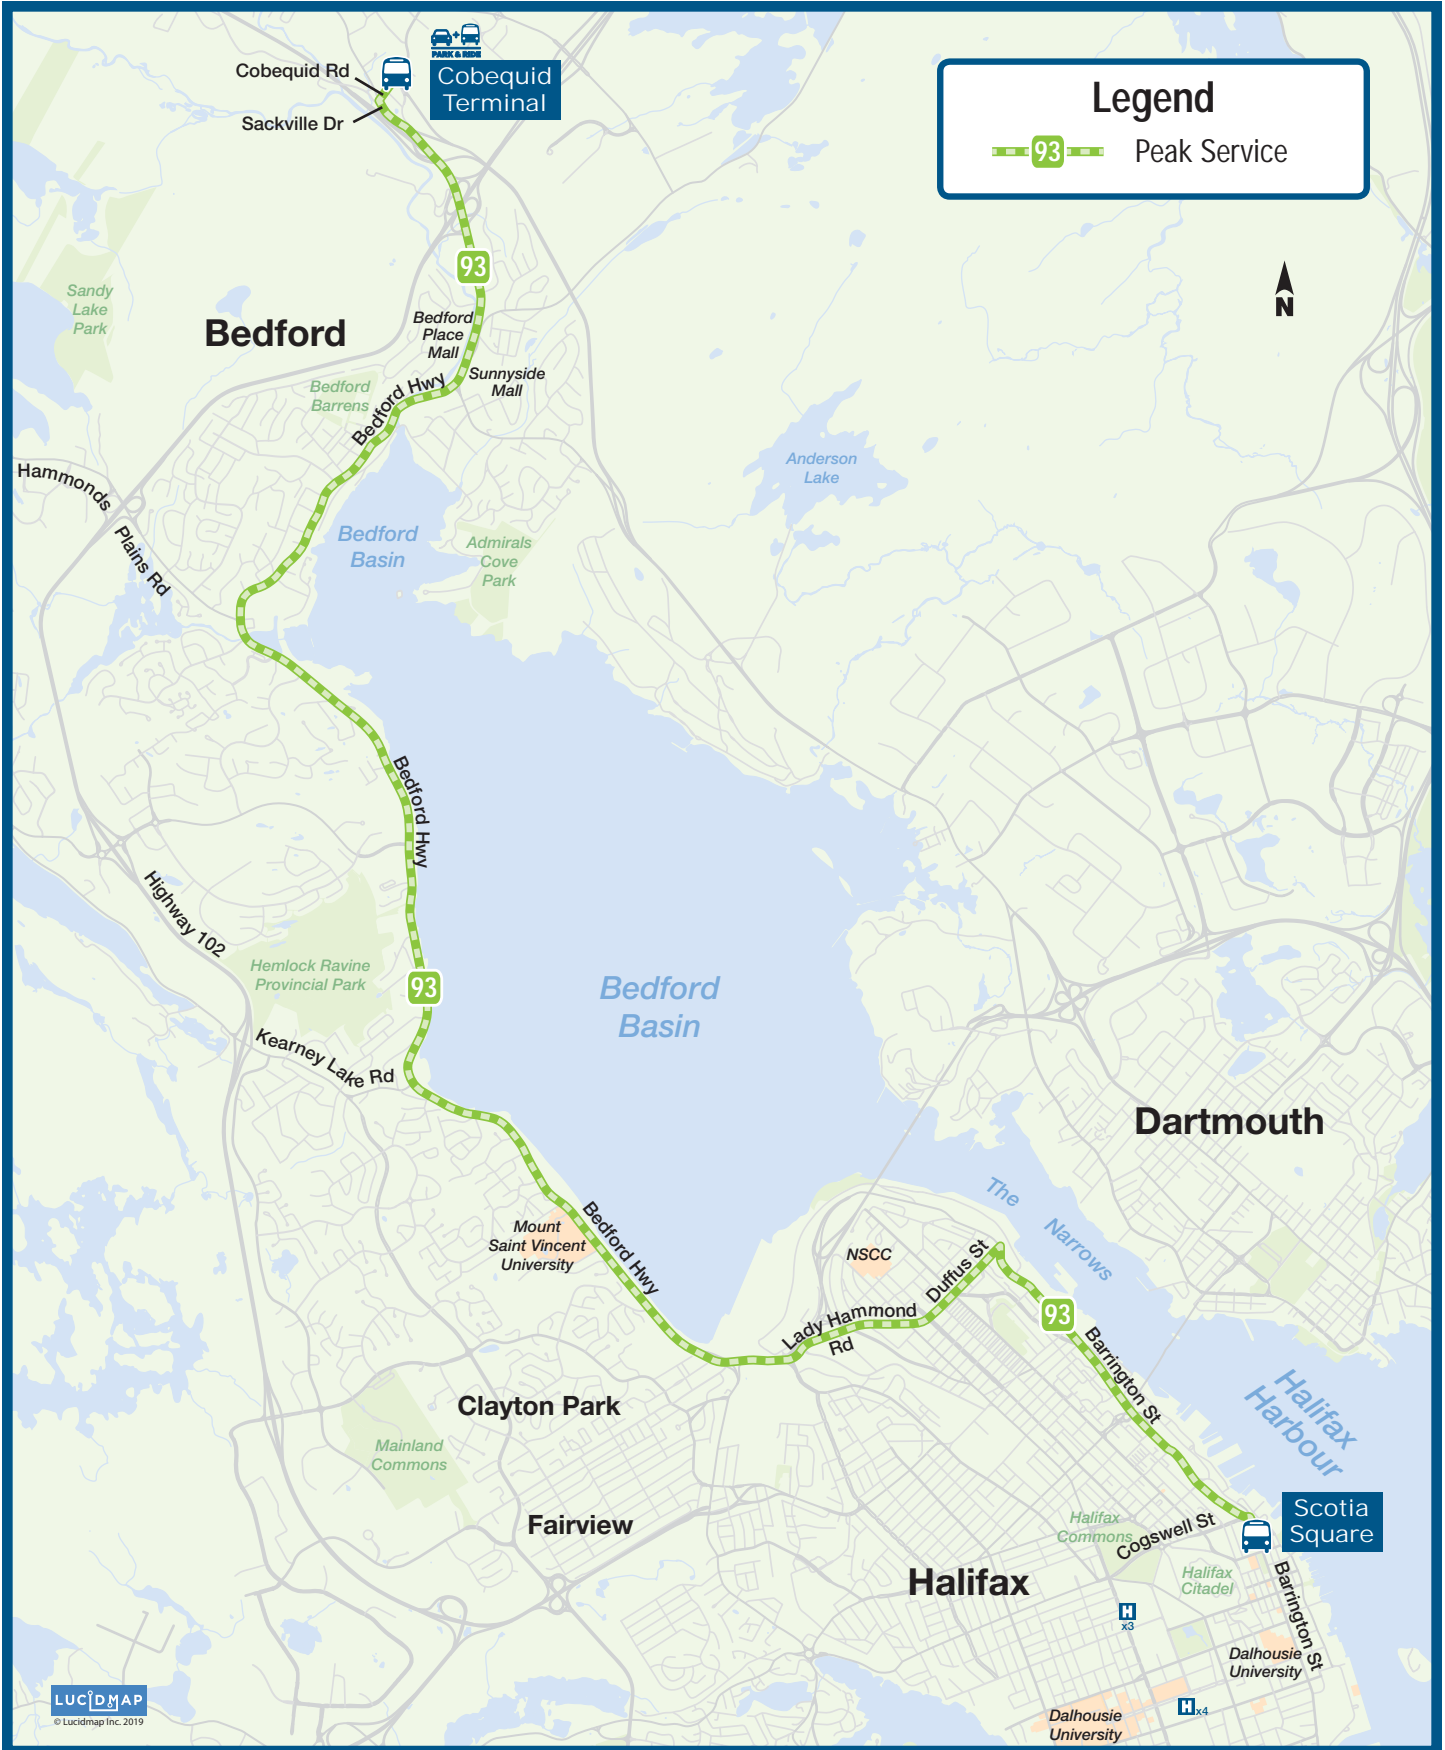 PARK & RIDE
Cobequid Rd
Cobequid
Terminal
Sackville Dr
Legend
93
Peak Service
N
93
Sandy
Lake
Park
Bedford
Bedford
Place
Mall
Sunnyside
Mall
Bedford
Barrens
Bedford Hwy
Hammonds
Plains Rd
Anderson
Lake
Bedford
Basin
Admirals
Cove
Park
Bedford Hwy
Highway 102
Hemlock Ravine
Provincial Park
93
Bedford
Basin
Kearney Lake Rd
Dartmouth
The Narrows
Mount
Saint Vincent
University
Bedford Hwy
NSCC
Duffus St
Lady Hammond
Rd
93
Barrington St
Halifax
Harbour
Clayton Park
Mainland
Commons
Fairview
Scotia
Square
Halifax
Commons
Cogswell St
Halifax
Citadel
Halifax
Barrington St
H
x3
Dalhousie
University
H x4
Dalhousie
University
LUCIDMAP
© Lucidmap Inc. 2019